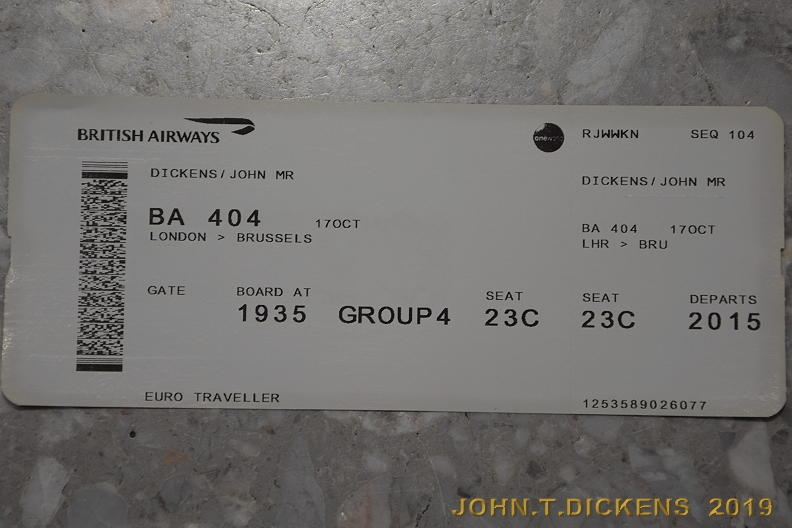 BRITISH AIRWAYS
oneworld
RJWWKN SEQ 104
DICKENS/JOHN MR
DICKENS/JOHN MR
BA 404 17OCT
LONDON > BRUSSELS
BA 404 17OCT
LHR > BRU
GATE BOARD AT SEAT SEAT DEPARTS
1935 GROUP4 23C 23C 2015
EURO TRAVELLER
1253589026077
JOHN.T.DICKENS 2019